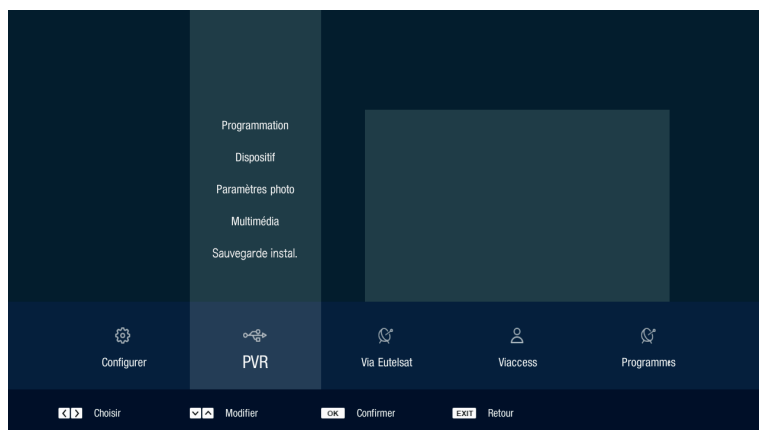 Programmation
Dispositif
Paramètres photo
Multimédia
Sauvegarde instal.
Configurer
PVR
Via Eutelsat
Viaccess
Programmes
Choisir
Modifier
OK Confirmer
EXIT Retour